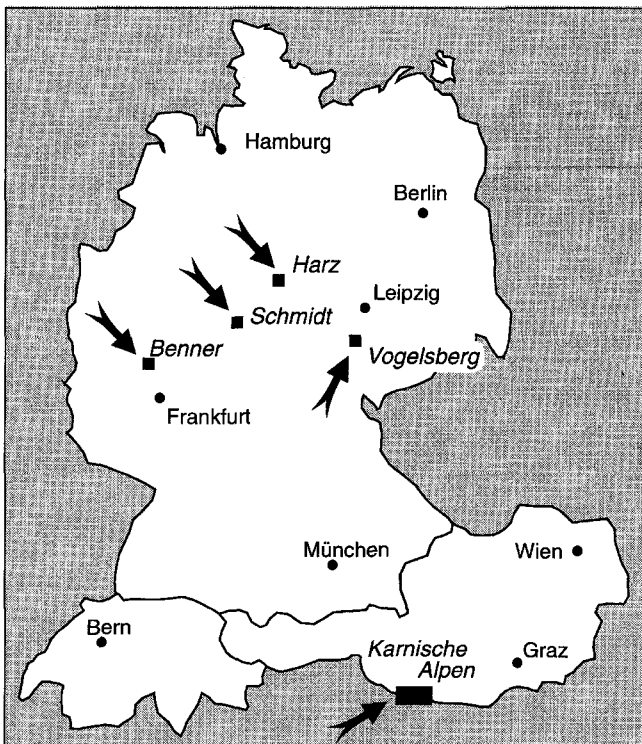 Hamburg
Berlin
Harz
Leipzig
Schmidt
Benner
Vogelsberg
Frankfurt
München
Wien
Bern
Karnische
Alpen
Graz